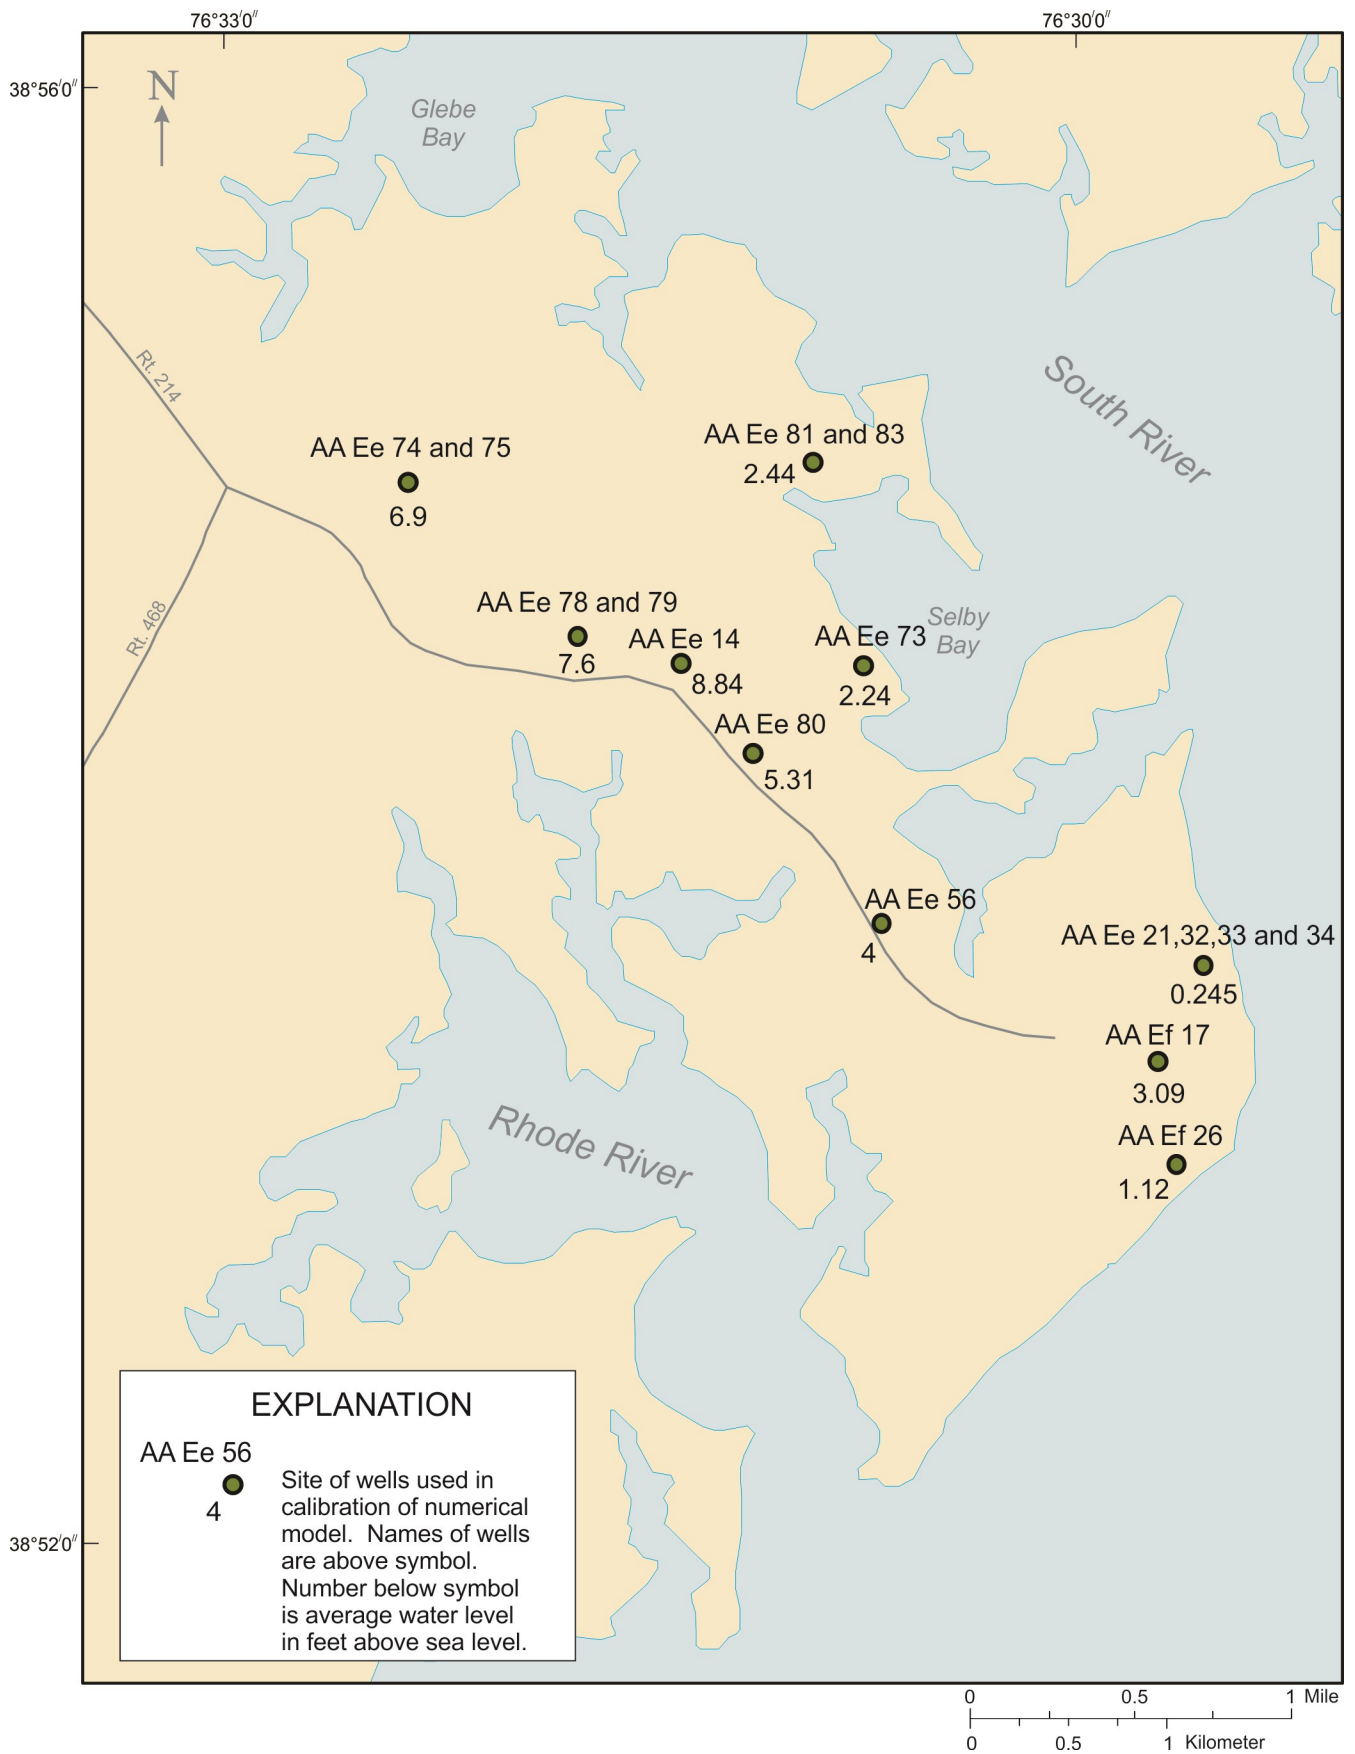 76°33'0"
76°30'0"
38°56'0"
N
Glebe
Bay
Rt. 214
South River
AA Ee 81 and 83
2.44
AA Ee 74 and 75
6.9
Rt. 468
AA Ee 78 and 79
7.6
AA Ee 14
8.84
AA Ee 73
2.24
Selby
Bay
AA Ee 80
5.31
AA Ee 56
4
AA Ee 21,32,33 and 34
0.245
AA Ef 17
3.09
Rhode River
AA Ef 26
1.12
38°52'0"
EXPLANATION
AA Ee 56
4
Site of wells used in
calibration of numerical
model. Names of wells
are above symbol.
Number below symbol
is average water level
in feet above sea level.
0 0.5 1 Mile
0 0.5 1 Kilometer